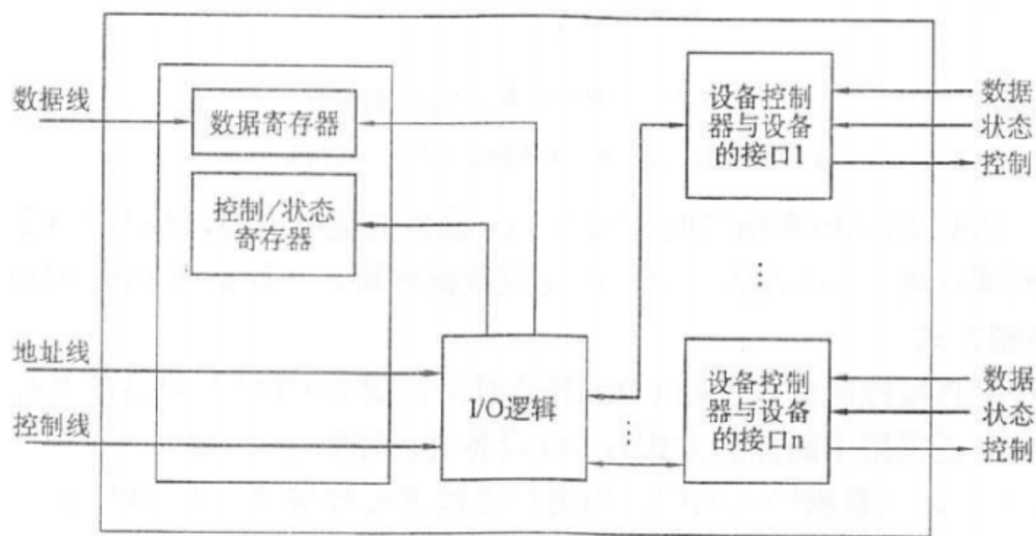 数据线
数据寄存器
控制/状态
寄存器
地址线
控制线
I/O逻辑
设备控制
器与设备
的接口1
数据
状态
控制
设备控制
器与设备
的接口n
数据
状态
控制